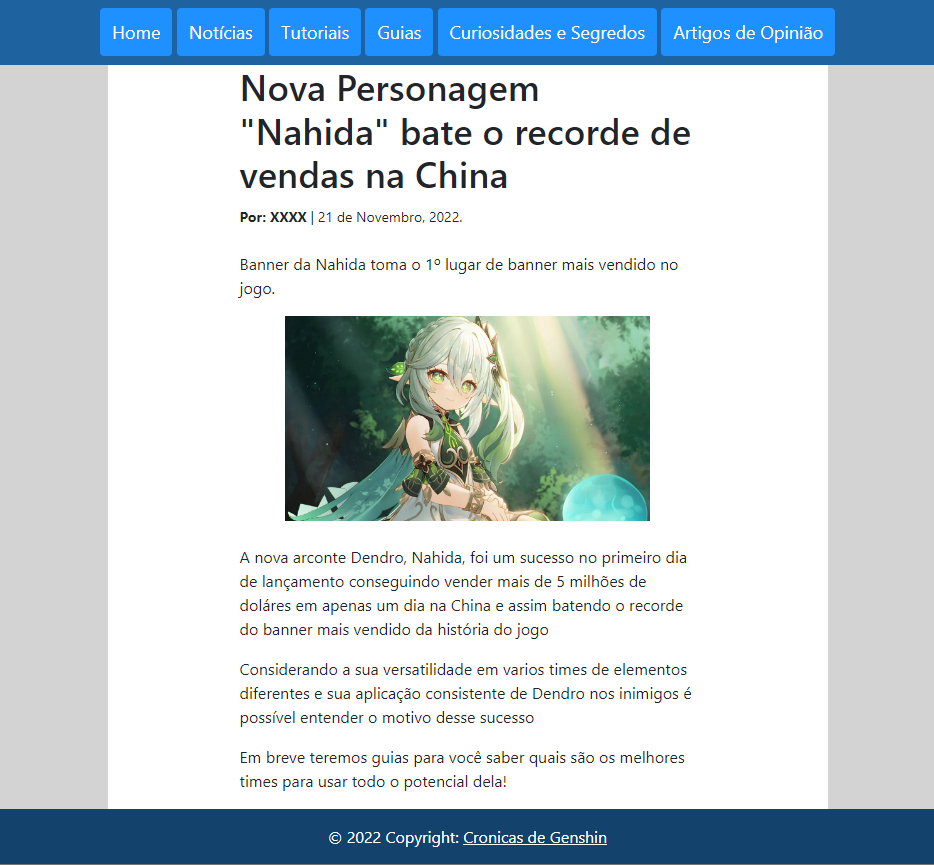 Home Notícias Tutoriais Guias Curiosidades e Segredos Artigos de Opinião
Nova Personagem
"Nahida" bate o recorde de
vendas na China
Por: XXXX | 21 de Novembro, 2022.
Banner da Nahida toma o 1º lugar de banner mais vendido no
jogo.
A nova arconte Dendro, Nahida, foi um sucesso no primeiro dia
de lançamento conseguindo vender mais de 5 milhões de
doláres em apenas um dia na China e assim batendo o recorde
do banner mais vendido da história do jogo
Considerando a sua versatilidade em varios times de elementos
diferentes e sua aplicação consistente de Dendro nos inimigos é
possível entender o motivo desse sucesso
Em breve teremos guias para você saber quais são os melhores
times para usar todo o potencial dela!
© 2022 Copyright: Cronicas de Genshin